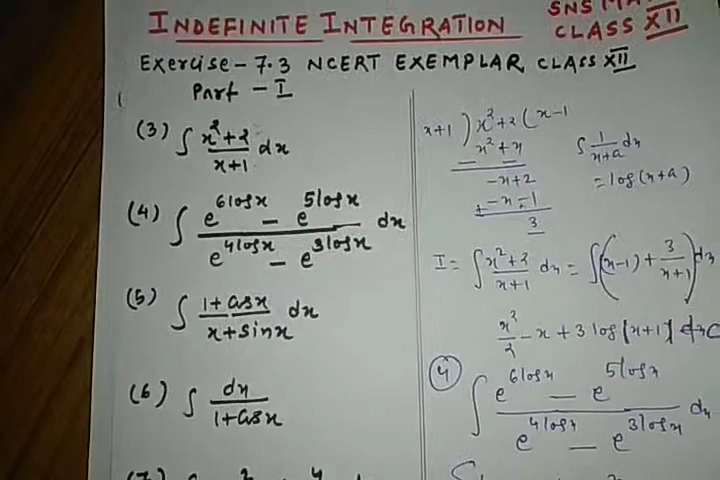 INDEFINITE INTEGRATION
SNS
CLASS XII
Exercise - 7.3 NCERT EXEMPLAR CLASS XII
Part - I
(3) ∫ (x²+2)/(x+1) dx
(4) ∫ (e^(6logx) - e^(5logx))/(e^(4logx) - e^(3logx)) dx
(5) ∫ (1+cosx)/(x+sinx) dx
(6) ∫ dx/(1+cosx)
x+1 ) x²+2 ( x-1
x²+x
- -
-x+2
-x-1
+ +
3
∫ 1/(x+a) dx
= log(x+a)
I = ∫ (x²+2)/(x+1) dx = ∫ ((x-1) + 3/(x+1)) dx
x²/2 - x + 3 log|x+1| + C
(4) ∫ (e^(6logx) - e^(5logx))/(e^(4logx) - e^(3logx)) dx